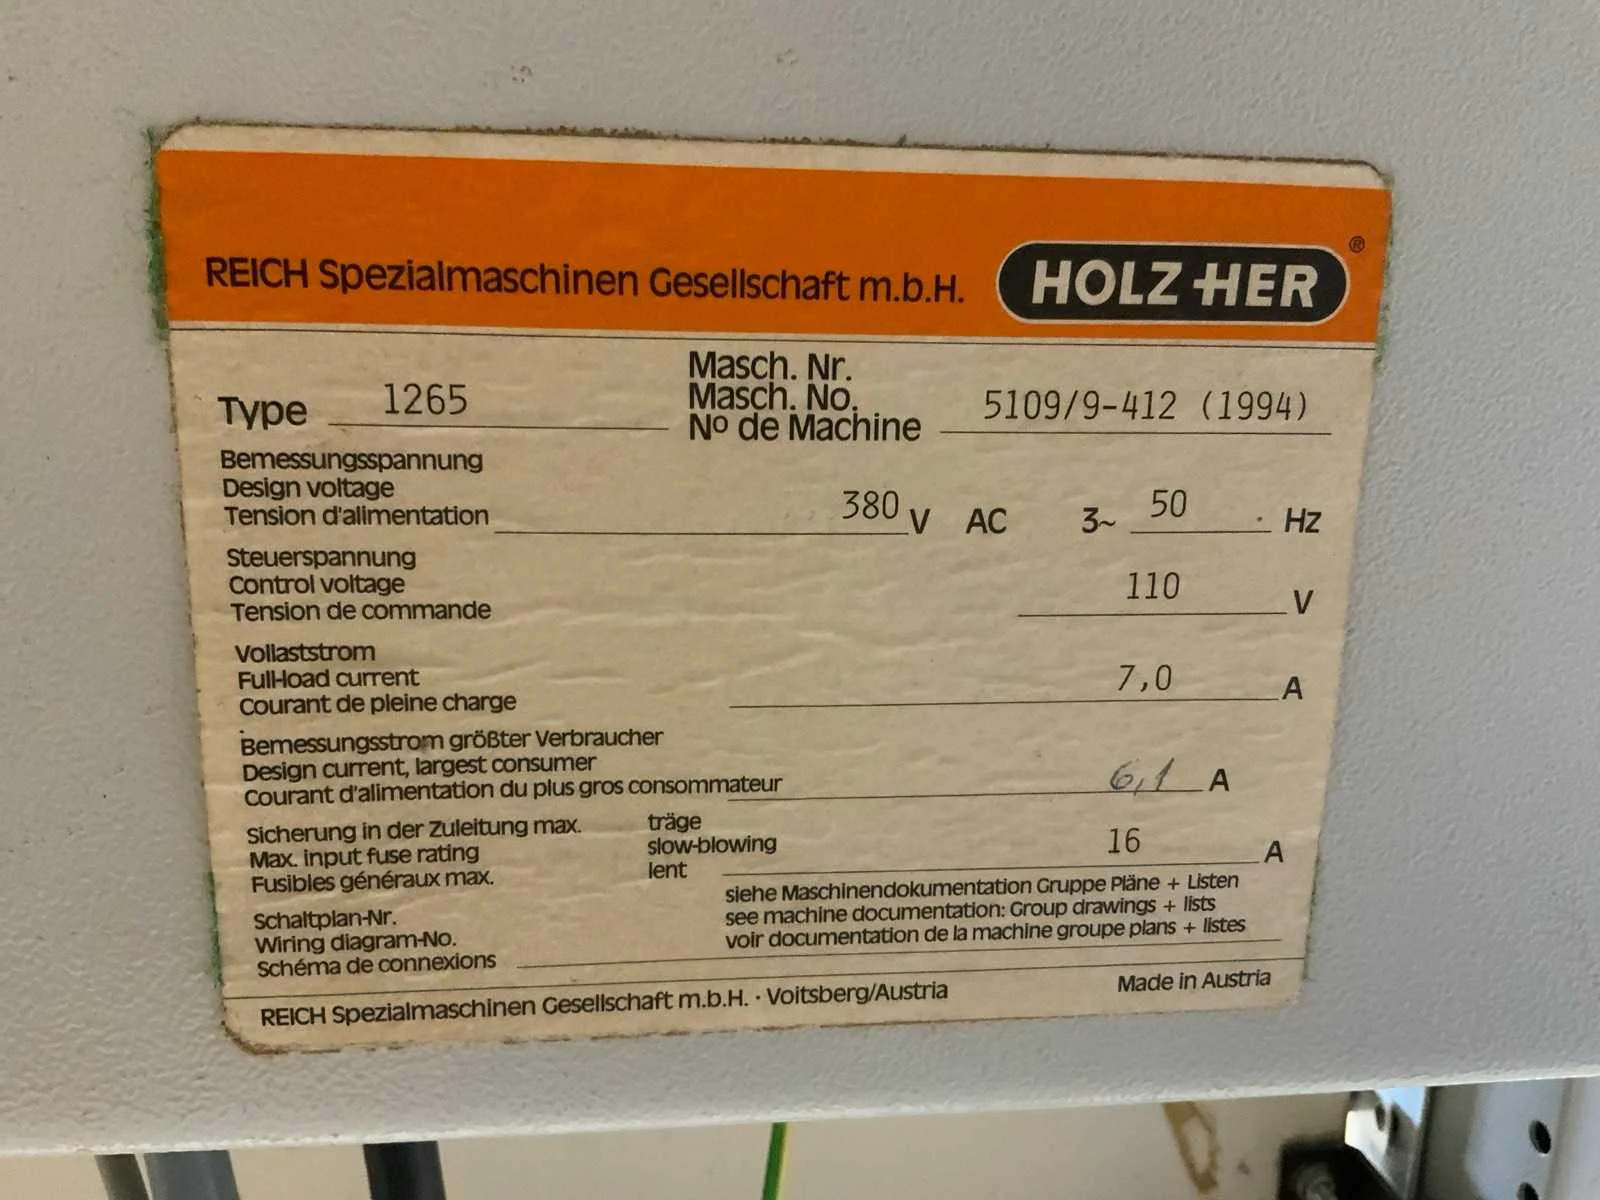 REICH Spezialmaschinen Gesellschaft m.b.H. HOLZ-HER ®
Type 1265
Masch. Nr.
Masch. No.
Nº de Machine
5109/9-412 (1994)
Bemessungsspannung
Design voltage
Tension d'alimentation
380 V AC 3~ 50 Hz
Steuerspannung
Control voltage
Tension de commande
110 V
Vollaststrom
Full-load current
Courant de pleine charge
7,0 A
Bemessungsstrom größter Verbraucher
Design current, largest consumer
Courant d'alimentation du plus gros consommateur
6,1 A
Sicherung in der Zuleitung max.
Max. input fuse rating
Fusibles généraux max.
träge
slow-blowing
lent
16 A
Schaltplan-Nr.
Wiring diagram-No.
Schéma de connexions
siehe Maschinendokumentation Gruppe Pläne + Listen
see machine documentation: Group drawings + lists
voir documentation de la machine groupe plans + listes
REICH Spezialmaschinen Gesellschaft m.b.H. · Voitsberg/Austria
Made in Austria